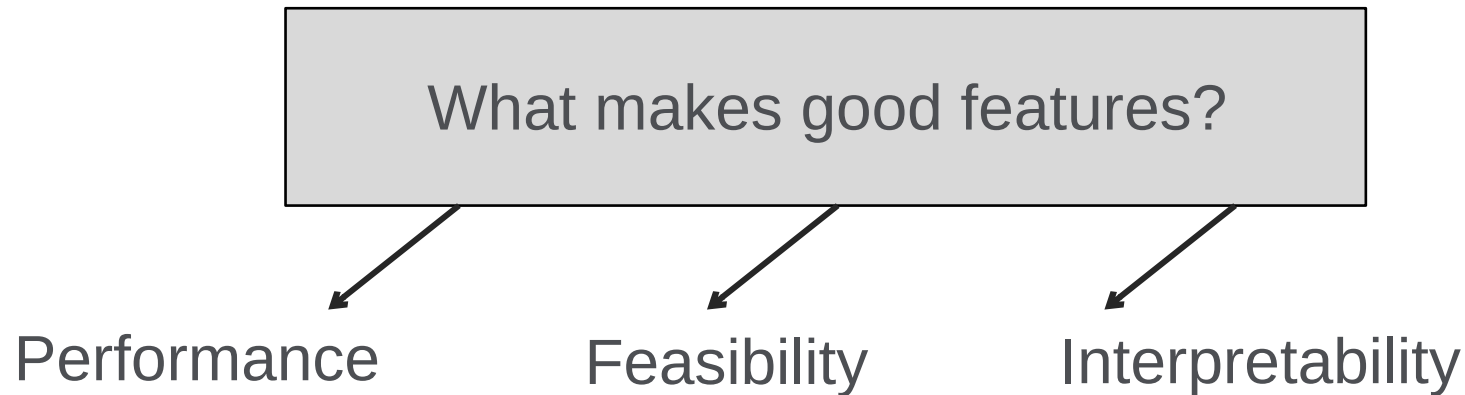 What makes good features?
Performance
Feasibility
Interpretability